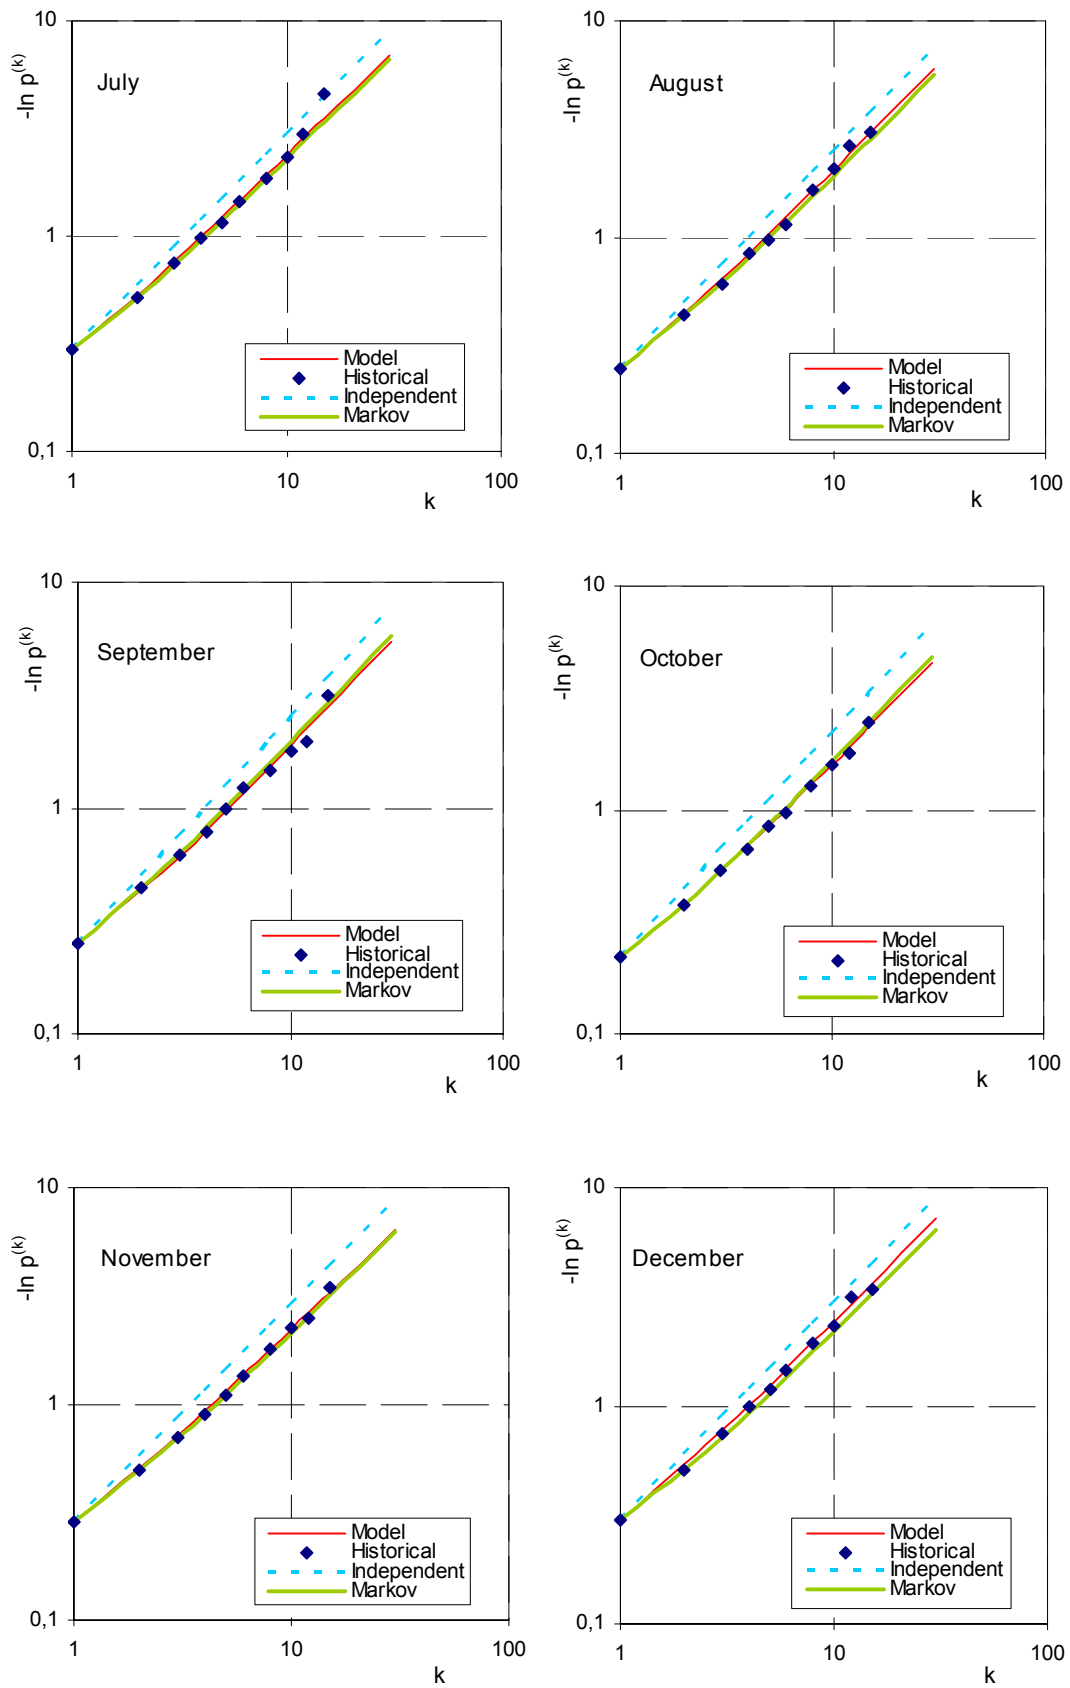 10
July
-ln p(k)
1
Model
Historical
Independent
Markov
0,1
1
10
100
k
10
August
-ln p(k)
1
Model
Historical
Independent
Markov
0,1
1
10
100
k
10
September
-ln p(k)
1
Model
Historical
Independent
Markov
0,1
1
10
100
k
10
October
-ln p(k)
1
Model
Historical
Independent
Markov
0,1
1
10
100
k
10
November
-ln p(k)
1
Model
Historical
Independent
Markov
0,1
1
10
100
k
10
December
-ln p(k)
1
Model
Historical
Independent
Markov
0,1
1
10
100
k